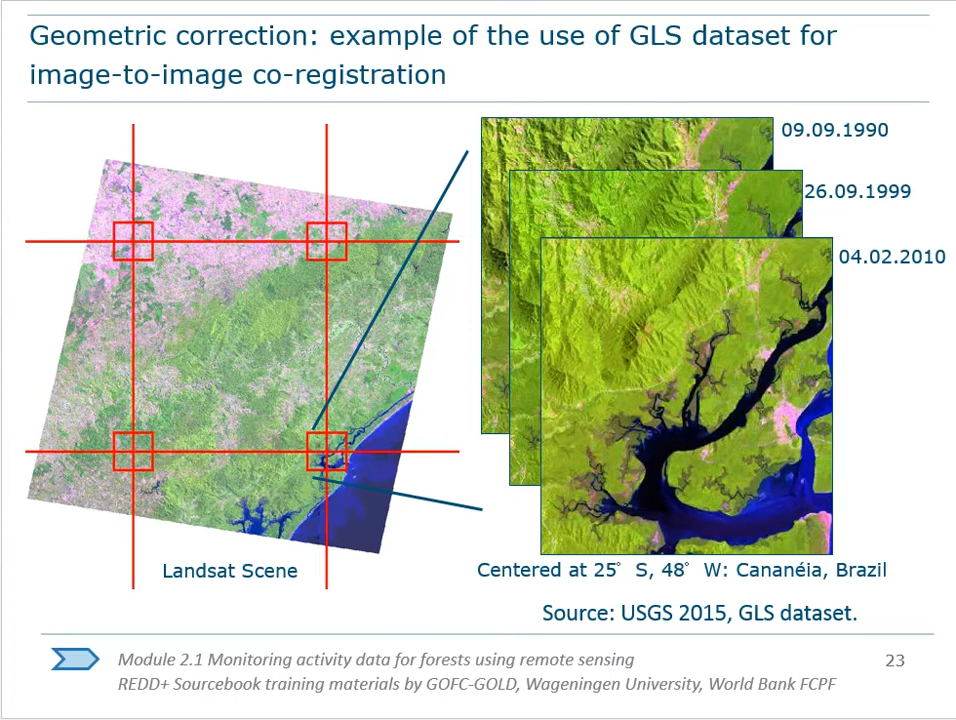 Geometric correction: example of the use of GLS dataset for
image-to-image co-registration
09.09.1990
26.09.1999
04.02.2010
Landsat Scene
Centered at 25° S, 48° W: Cananéia, Brazil
Source: USGS 2015, GLS dataset.
Module 2.1 Monitoring activity data for forests using remote sensing
REDD+ Sourcebook training materials by GOFC-GOLD, Wageningen University, World Bank FCPF
23